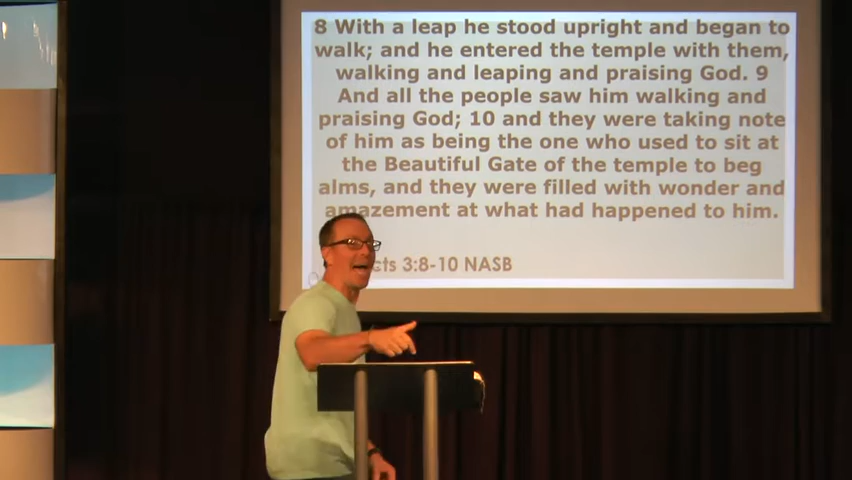 8 With a leap he stood upright and began to
walk; and he entered the temple with them,
walking and leaping and praising God. 9
And all the people saw him walking and
praising God; 10 and they were taking note
of him as being the one who used to sit at
the Beautiful Gate of the temple to beg
alms, and they were filled with wonder and
amazement at what had happened to him.
cts 3:8-10 NASB